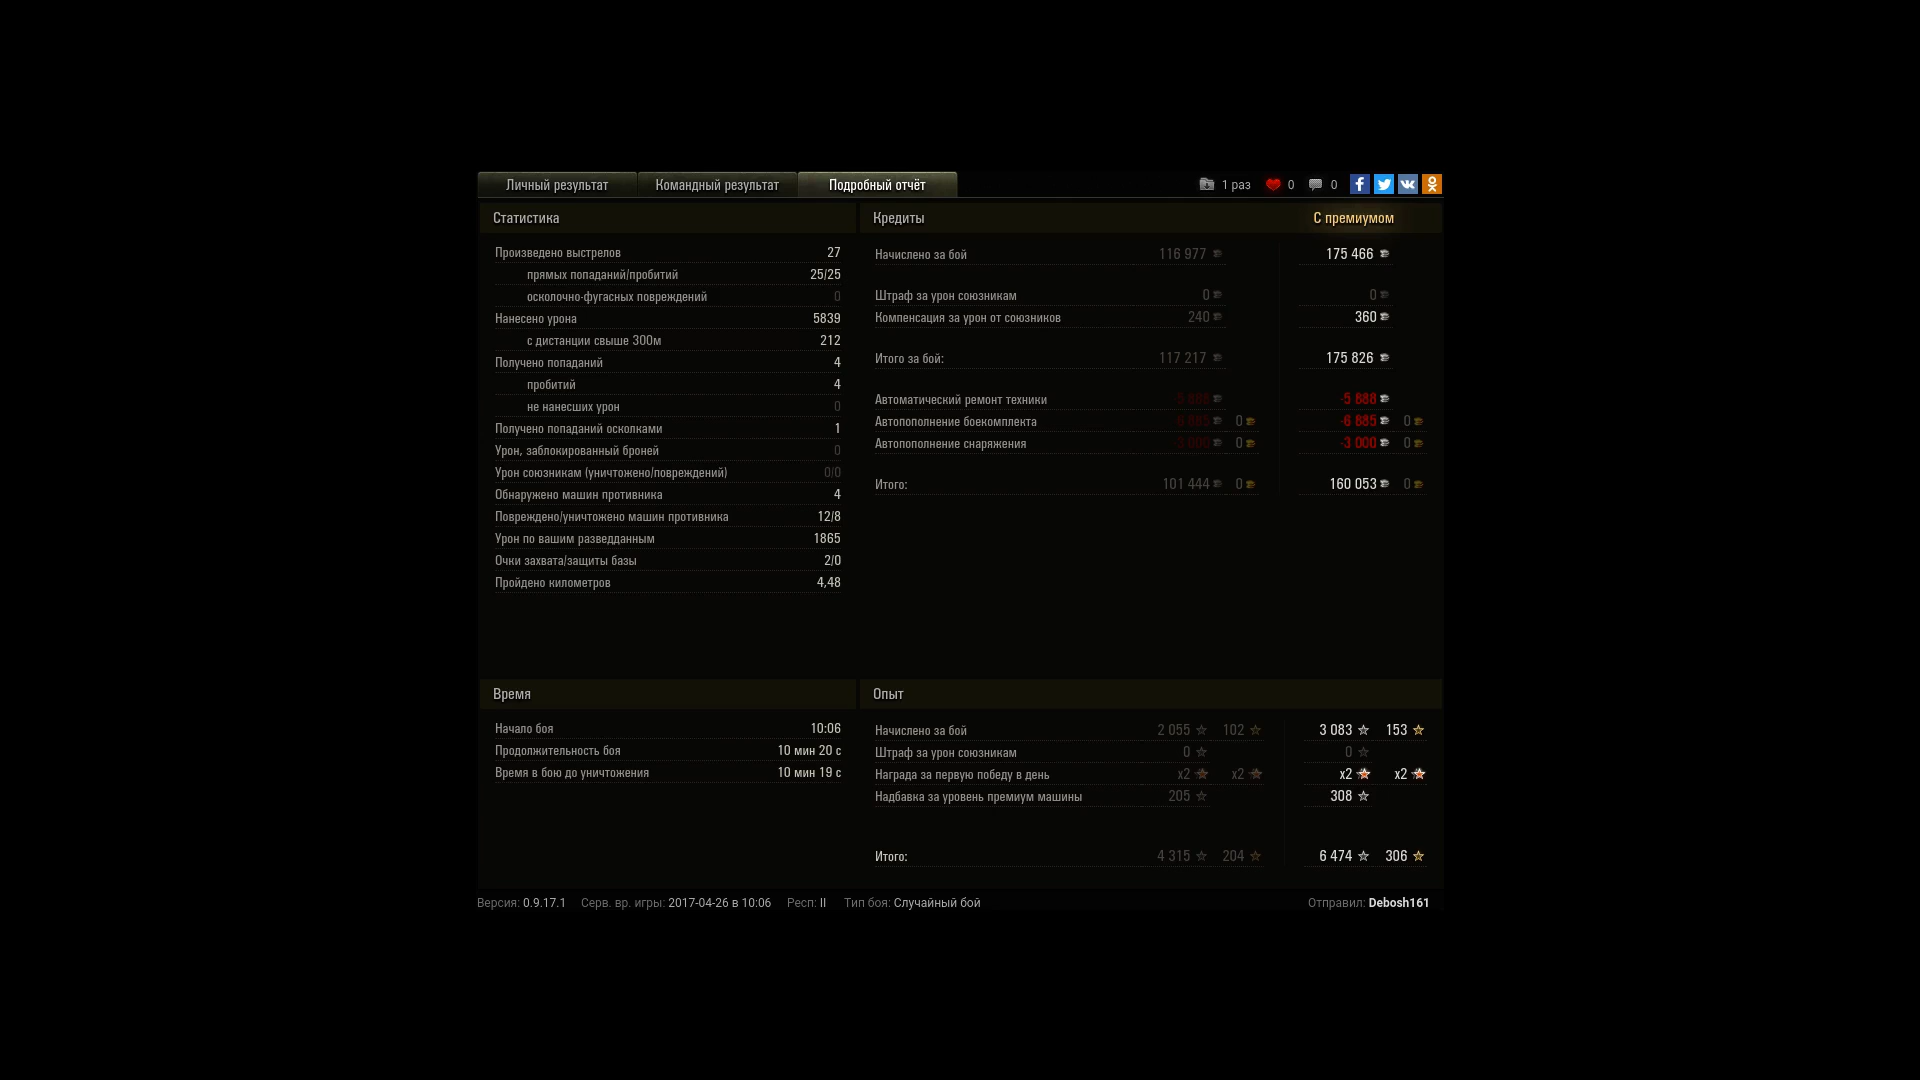 Личный результат Командный результат Подробный отчёт 1 раз 0 0
Статистика
Произведено выстрелов 27
прямых попаданий/пробитий 25/25
осколочно-фугасных повреждений 0
Нанесено урона 5839
с дистанции свыше 300м 212
Получено попаданий 4
пробитий 4
не нанесших урон 0
Получено попаданий осколками 1
Урон, заблокированный броней 0
Урон союзникам (уничтожено/повреждений) 0/0
Обнаружено машин противника 4
Повреждено/уничтожено машин противника 12/8
Урон по вашим разведданным 1865
Очки захвата/защиты базы 2/0
Пройдено километров 4,48
Кредиты С премиумом
Начислено за бой 116 977 175 466
Штраф за урон союзникам 0 0
Компенсация за урон от союзников 240 360
Итого за бой: 117 217 175 826
Автоматический ремонт техники -5 888 -5 888
Автопополнение боекомплекта -6 885 0 -6 885 0
Автопополнение снаряжения -3 000 0 -3 000 0
Итого: 101 444 0 160 053 0
Время
Начало боя 10:06
Продолжительность боя 10 мин 20 с
Время в бою до уничтожения 10 мин 19 с
Опыт
Начислено за бой 2 055 102 3 083 153
Штраф за урон союзникам 0 0
Награда за первую победу в день x2 x2 x2 x2
Надбавка за уровень премиум машины 205 308
Итого: 4 315 204 6 474 306
Версия: 0.9.17.1 Серв. вр. игры: 2017-04-26 в 10:06 Респ: II Тип боя: Случайный бой Отправил: Debosh161